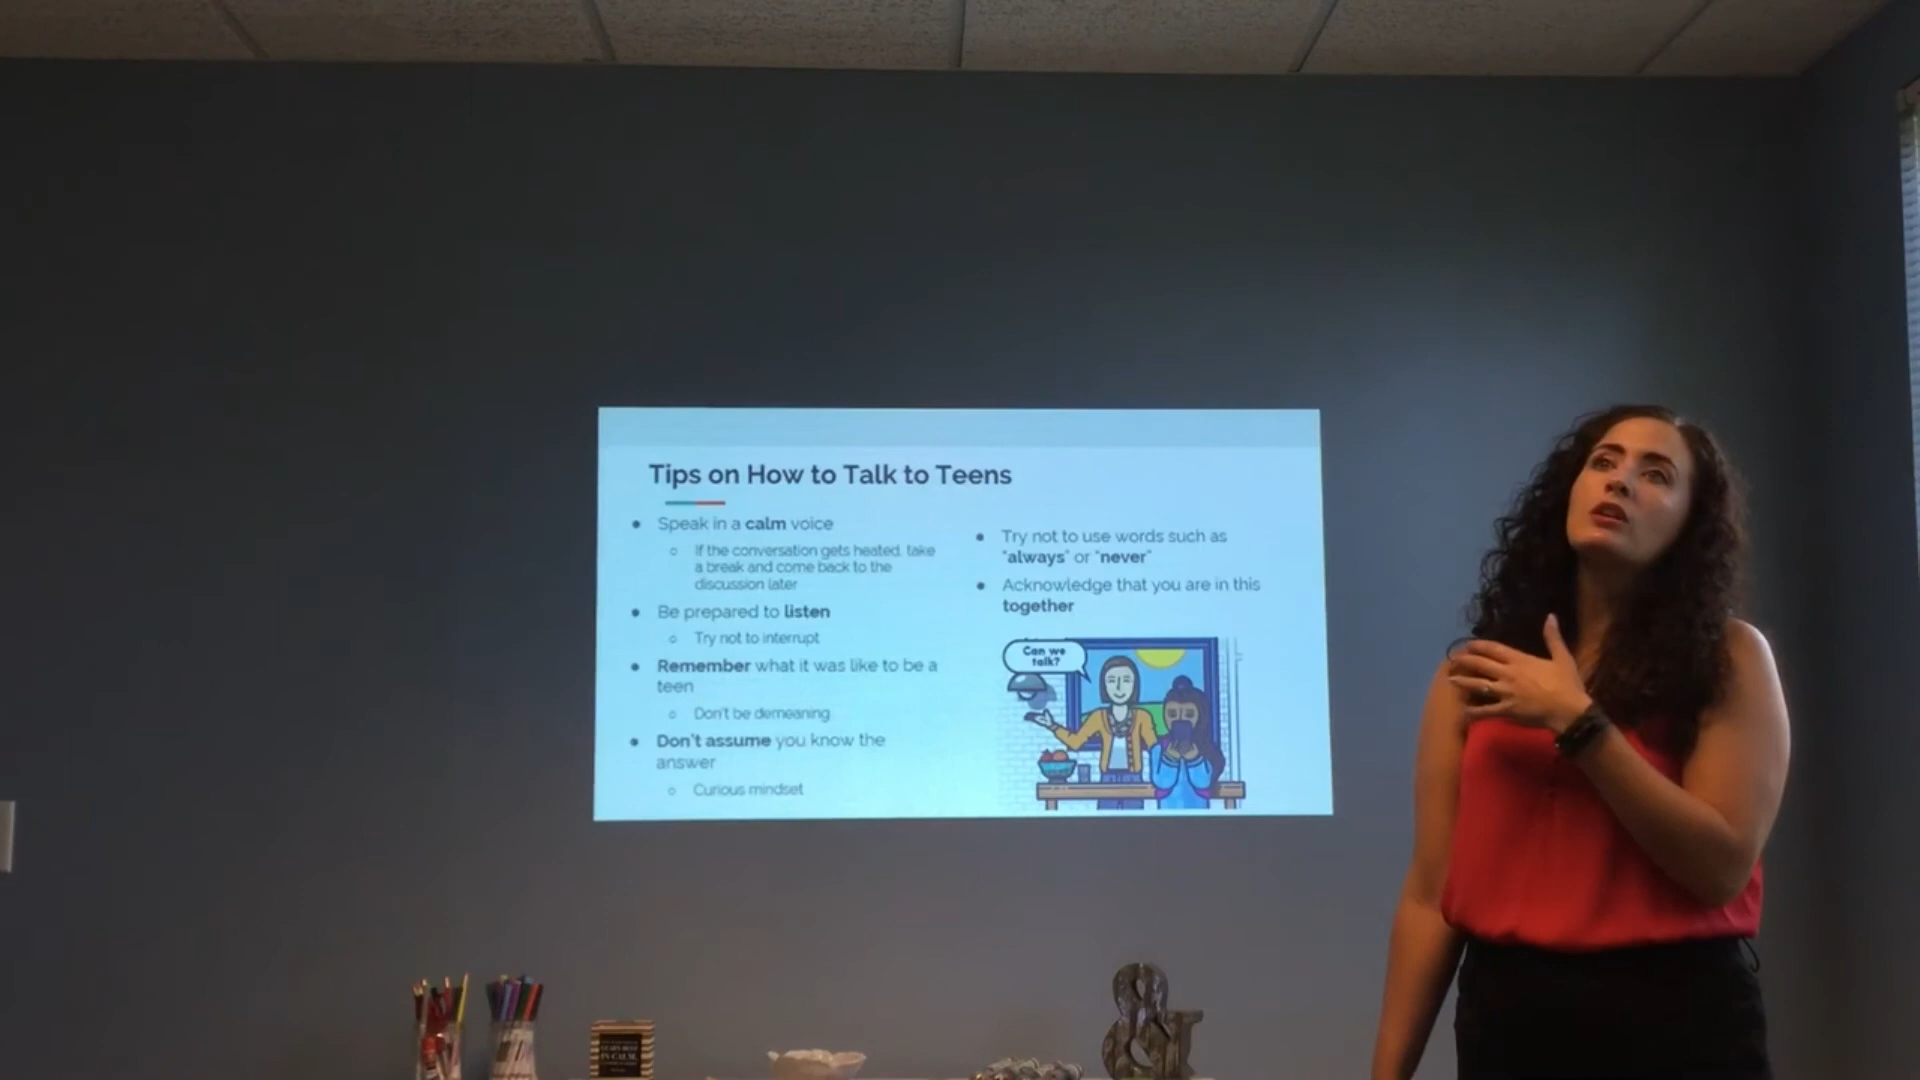 Tips on How to Talk to Teens
● Speak in a calm voice
○ If the conversation gets heated, take
a break and come back to the
discussion later
● Be prepared to listen
○ Try not to interrupt
● Remember what it was like to be a
teen
○ Don't be demeaning
● Don't assume you know the
answer
○ Curious mindset
● Try not to use words such as
"always" or "never"
● Acknowledge that you are in this
together
Can we
talk?
&
IN CALM.